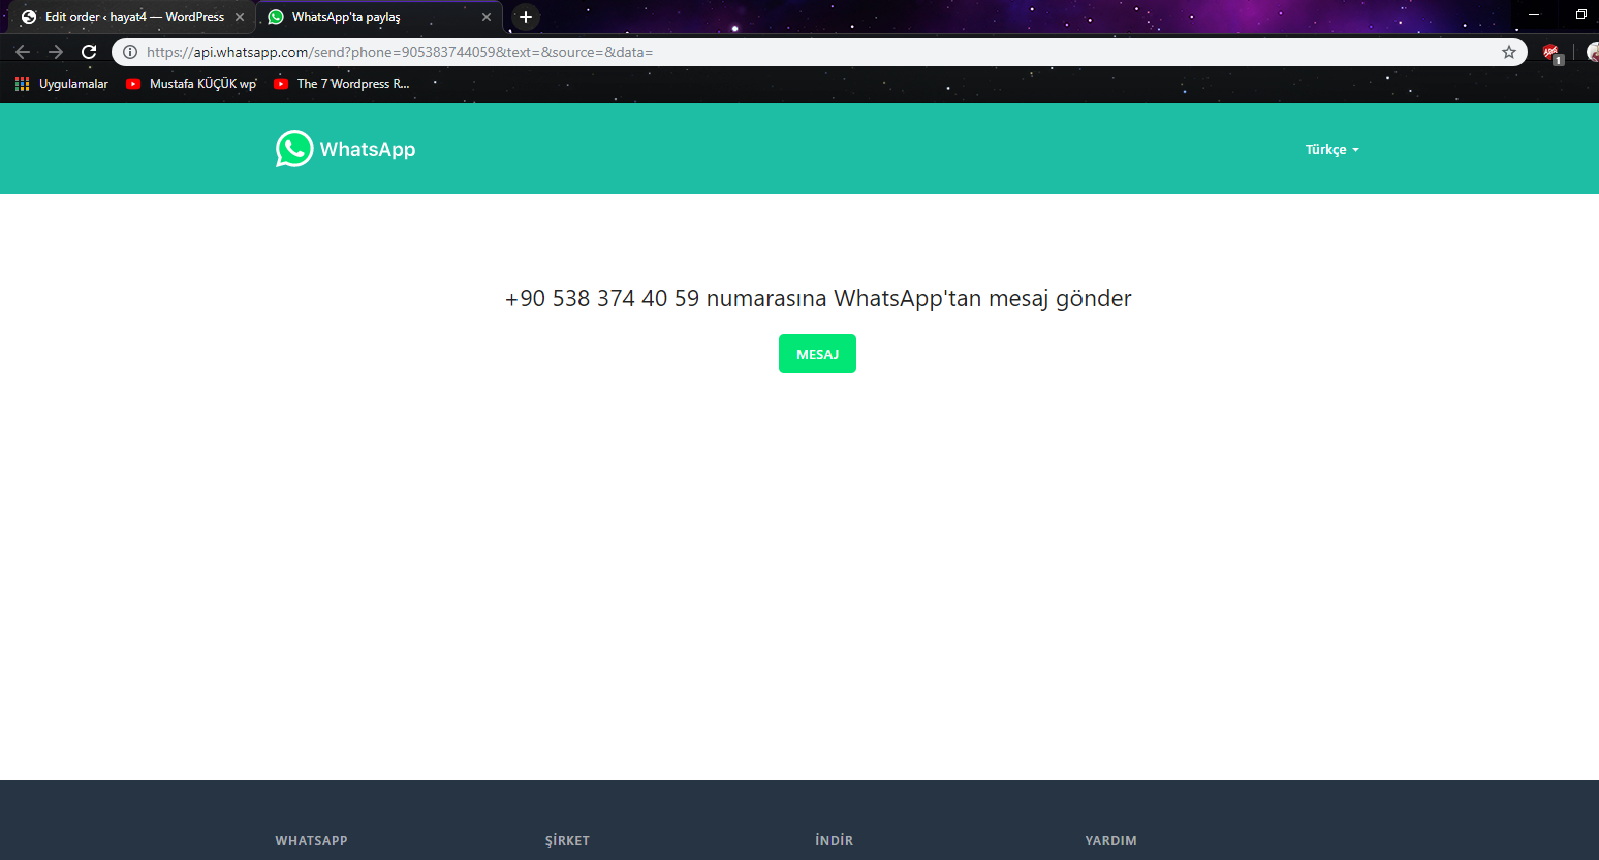 Edit order ‹ hayat4 — WordPress
WhatsApp'ta paylaş
https://api.whatsapp.com/send?phone=905383744059&text=&source=&data=
1
Uygulamalar
Mustafa KÜÇÜK wp
The 7 Wordpress R...
WhatsApp
Türkçe
+90 538 374 40 59 numarasına WhatsApp'tan mesaj gönder
MESAJ
WHATSAPP
ŞİRKET
İNDİR
YARDIM